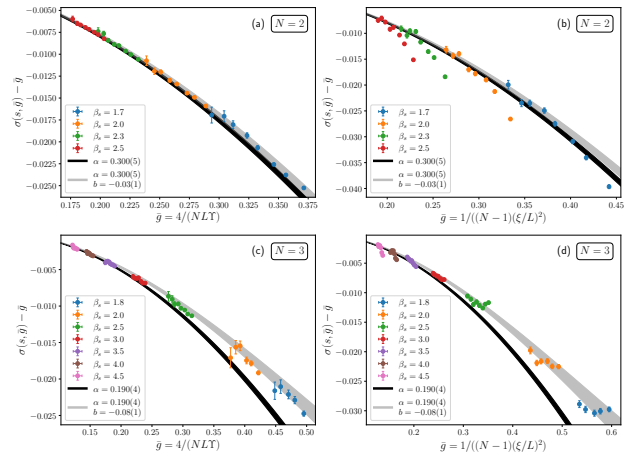 (a) N = 2
σ(s, ḡ) − ḡ
−0.0050
−0.0075
−0.0100
−0.0125
−0.0150
−0.0175
−0.0200
−0.0225
−0.0250
β_s = 1.7
β_s = 2.0
β_s = 2.3
β_s = 2.5
α = 0.300(5)
α = 0.300(5)
b = −0.03(1)
0.175 0.200 0.225 0.250 0.275 0.300 0.325 0.350 0.375
ḡ = 4/(NLΥ)
(b) N = 2
σ(s, ḡ) − ḡ
−0.005
−0.010
−0.015
−0.020
−0.025
−0.030
−0.035
−0.040
β_s = 1.7
β_s = 2.0
β_s = 2.3
β_s = 2.5
α = 0.300(5)
α = 0.300(5)
b = −0.03(1)
0.20 0.25 0.30 0.35 0.40 0.45
ḡ = 1/((N − 1)(ξ/L)²)
(c) N = 3
σ(s, ḡ) − ḡ
−0.005
−0.010
−0.015
−0.020
−0.025
β_s = 1.8
β_s = 2.0
β_s = 2.5
β_s = 3.0
β_s = 3.5
β_s = 4.0
β_s = 4.5
α = 0.190(4)
α = 0.190(4)
b = −0.08(1)
0.15 0.20 0.25 0.30 0.35 0.40 0.45 0.50
ḡ = 4/(NLΥ)
(d) N = 3
σ(s, ḡ) − ḡ
−0.005
−0.010
−0.015
−0.020
−0.025
−0.030
β_s = 1.8
β_s = 2.0
β_s = 2.5
β_s = 3.0
β_s = 3.5
β_s = 4.0
β_s = 4.5
α = 0.190(4)
α = 0.190(4)
b = −0.08(1)
0.2 0.3 0.4 0.5 0.6
ḡ = 1/((N − 1)(ξ/L)²)